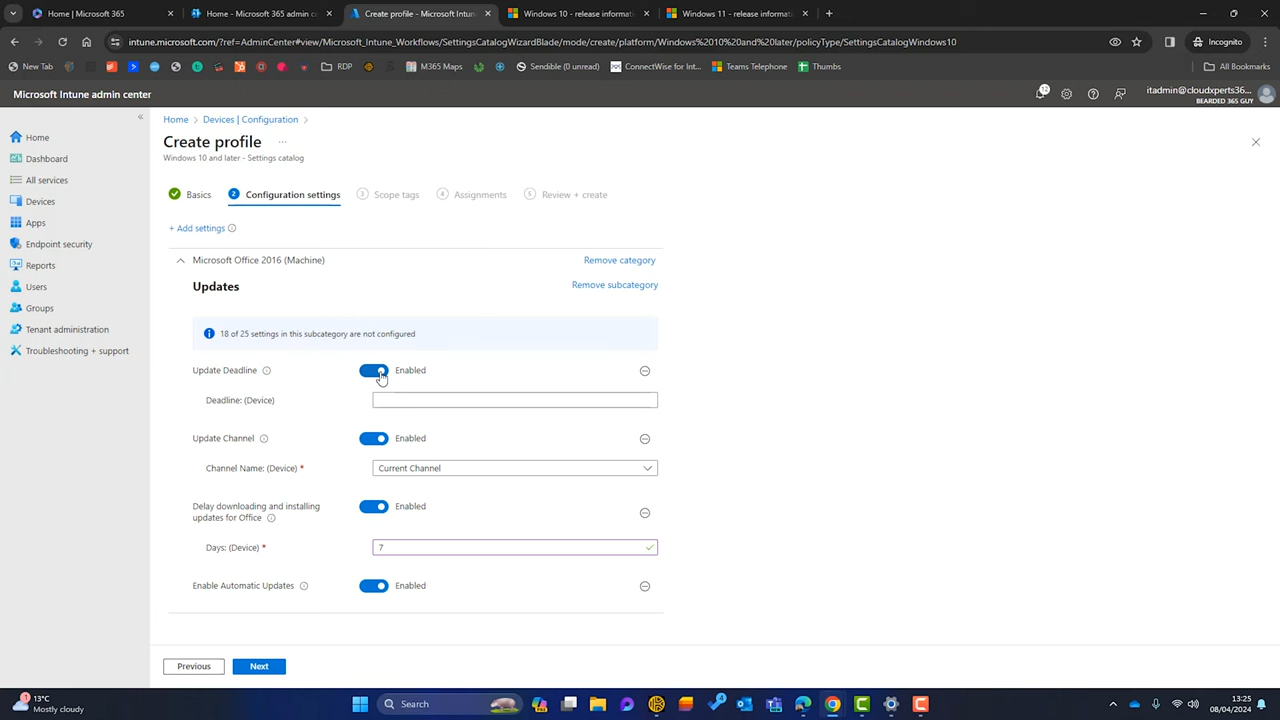 Home | Microsoft 365
Microsoft 365 admin c
Create profile - Microsoft Intune
Windows 10 - release informati
Windows 11 - release informati
intune.microsoft.com/?ref=AdminCenter#view/Microsoft_Intune_Workflows/SettingsCatalogWizardBlade/mode/create/platform/Windows%2010%20and%20later/policyType/SettingsCatalogWindows10
Incognito
New Tab
RDP
M365 Maps
Sendible (0 unread)
ConnectWise for Int...
Teams Telephone
Thumbs
All Bookmarks
Microsoft Intune admin center
12
itadmin@cloudxperts36...
BEARDED 365 GUY
Home
Dashboard
All services
Devices
Apps
Endpoint security
Reports
Users
Groups
Tenant administration
Troubleshooting + support
Home > Devices | Configuration >
Create profile ...
Windows 10 and later - Settings catalog
Basics
2 Configuration settings
3 Scope tags
4 Assignments
5 Review + create
+ Add settings
Microsoft Office 2016 (Machine)
Remove category
Updates
Remove subcategory
18 of 25 settings in this subcategory are not configured
Update Deadline
Enabled
Deadline: (Device)
Update Channel
Enabled
Channel Name: (Device) *
Current Channel
Delay downloading and installing
updates for Office
Enabled
Days: (Device) *
7
Enable Automatic Updates
Enabled
Previous
Next
13°C
Mostly cloudy
Search
13:25
08/04/2024